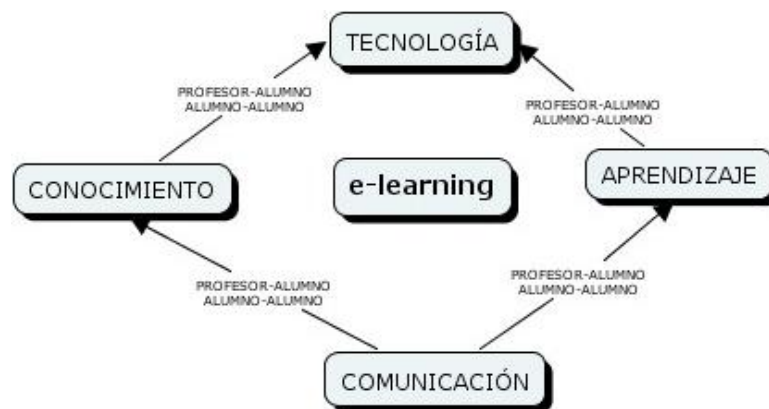 TECNOLOGÍA
PROFESOR-ALUMNO
ALUMNO-ALUMNO
PROFESOR-ALUMNO
ALUMNO-ALUMNO
CONOCIMIENTO
e-learning
APRENDIZAJE
PROFESOR-ALUMNO
ALUMNO-ALUMNO
PROFESOR-ALUMNO
ALUMNO-ALUMNO
COMUNICACIÓN